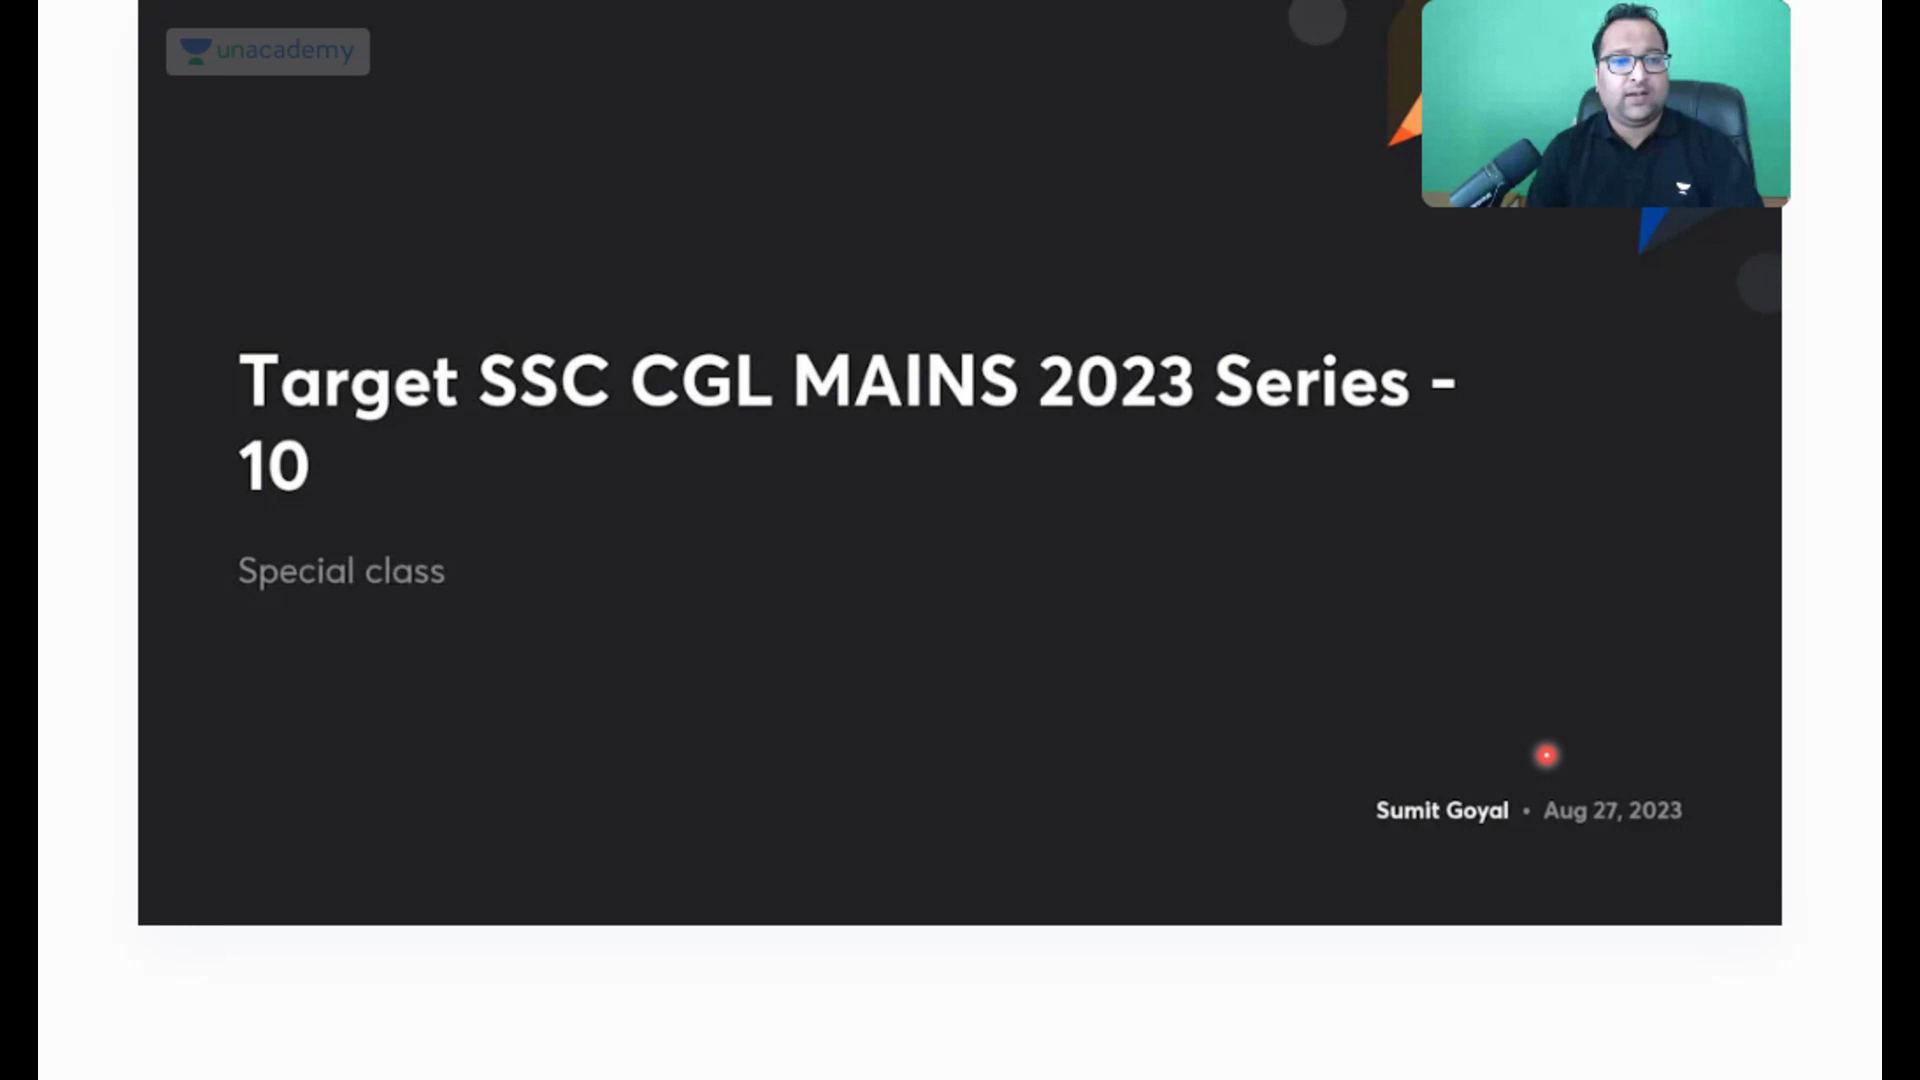 unacademy
Target SSC CGL MAINS 2023 Series -
10
Special class
Sumit Goyal • Aug 27, 2023